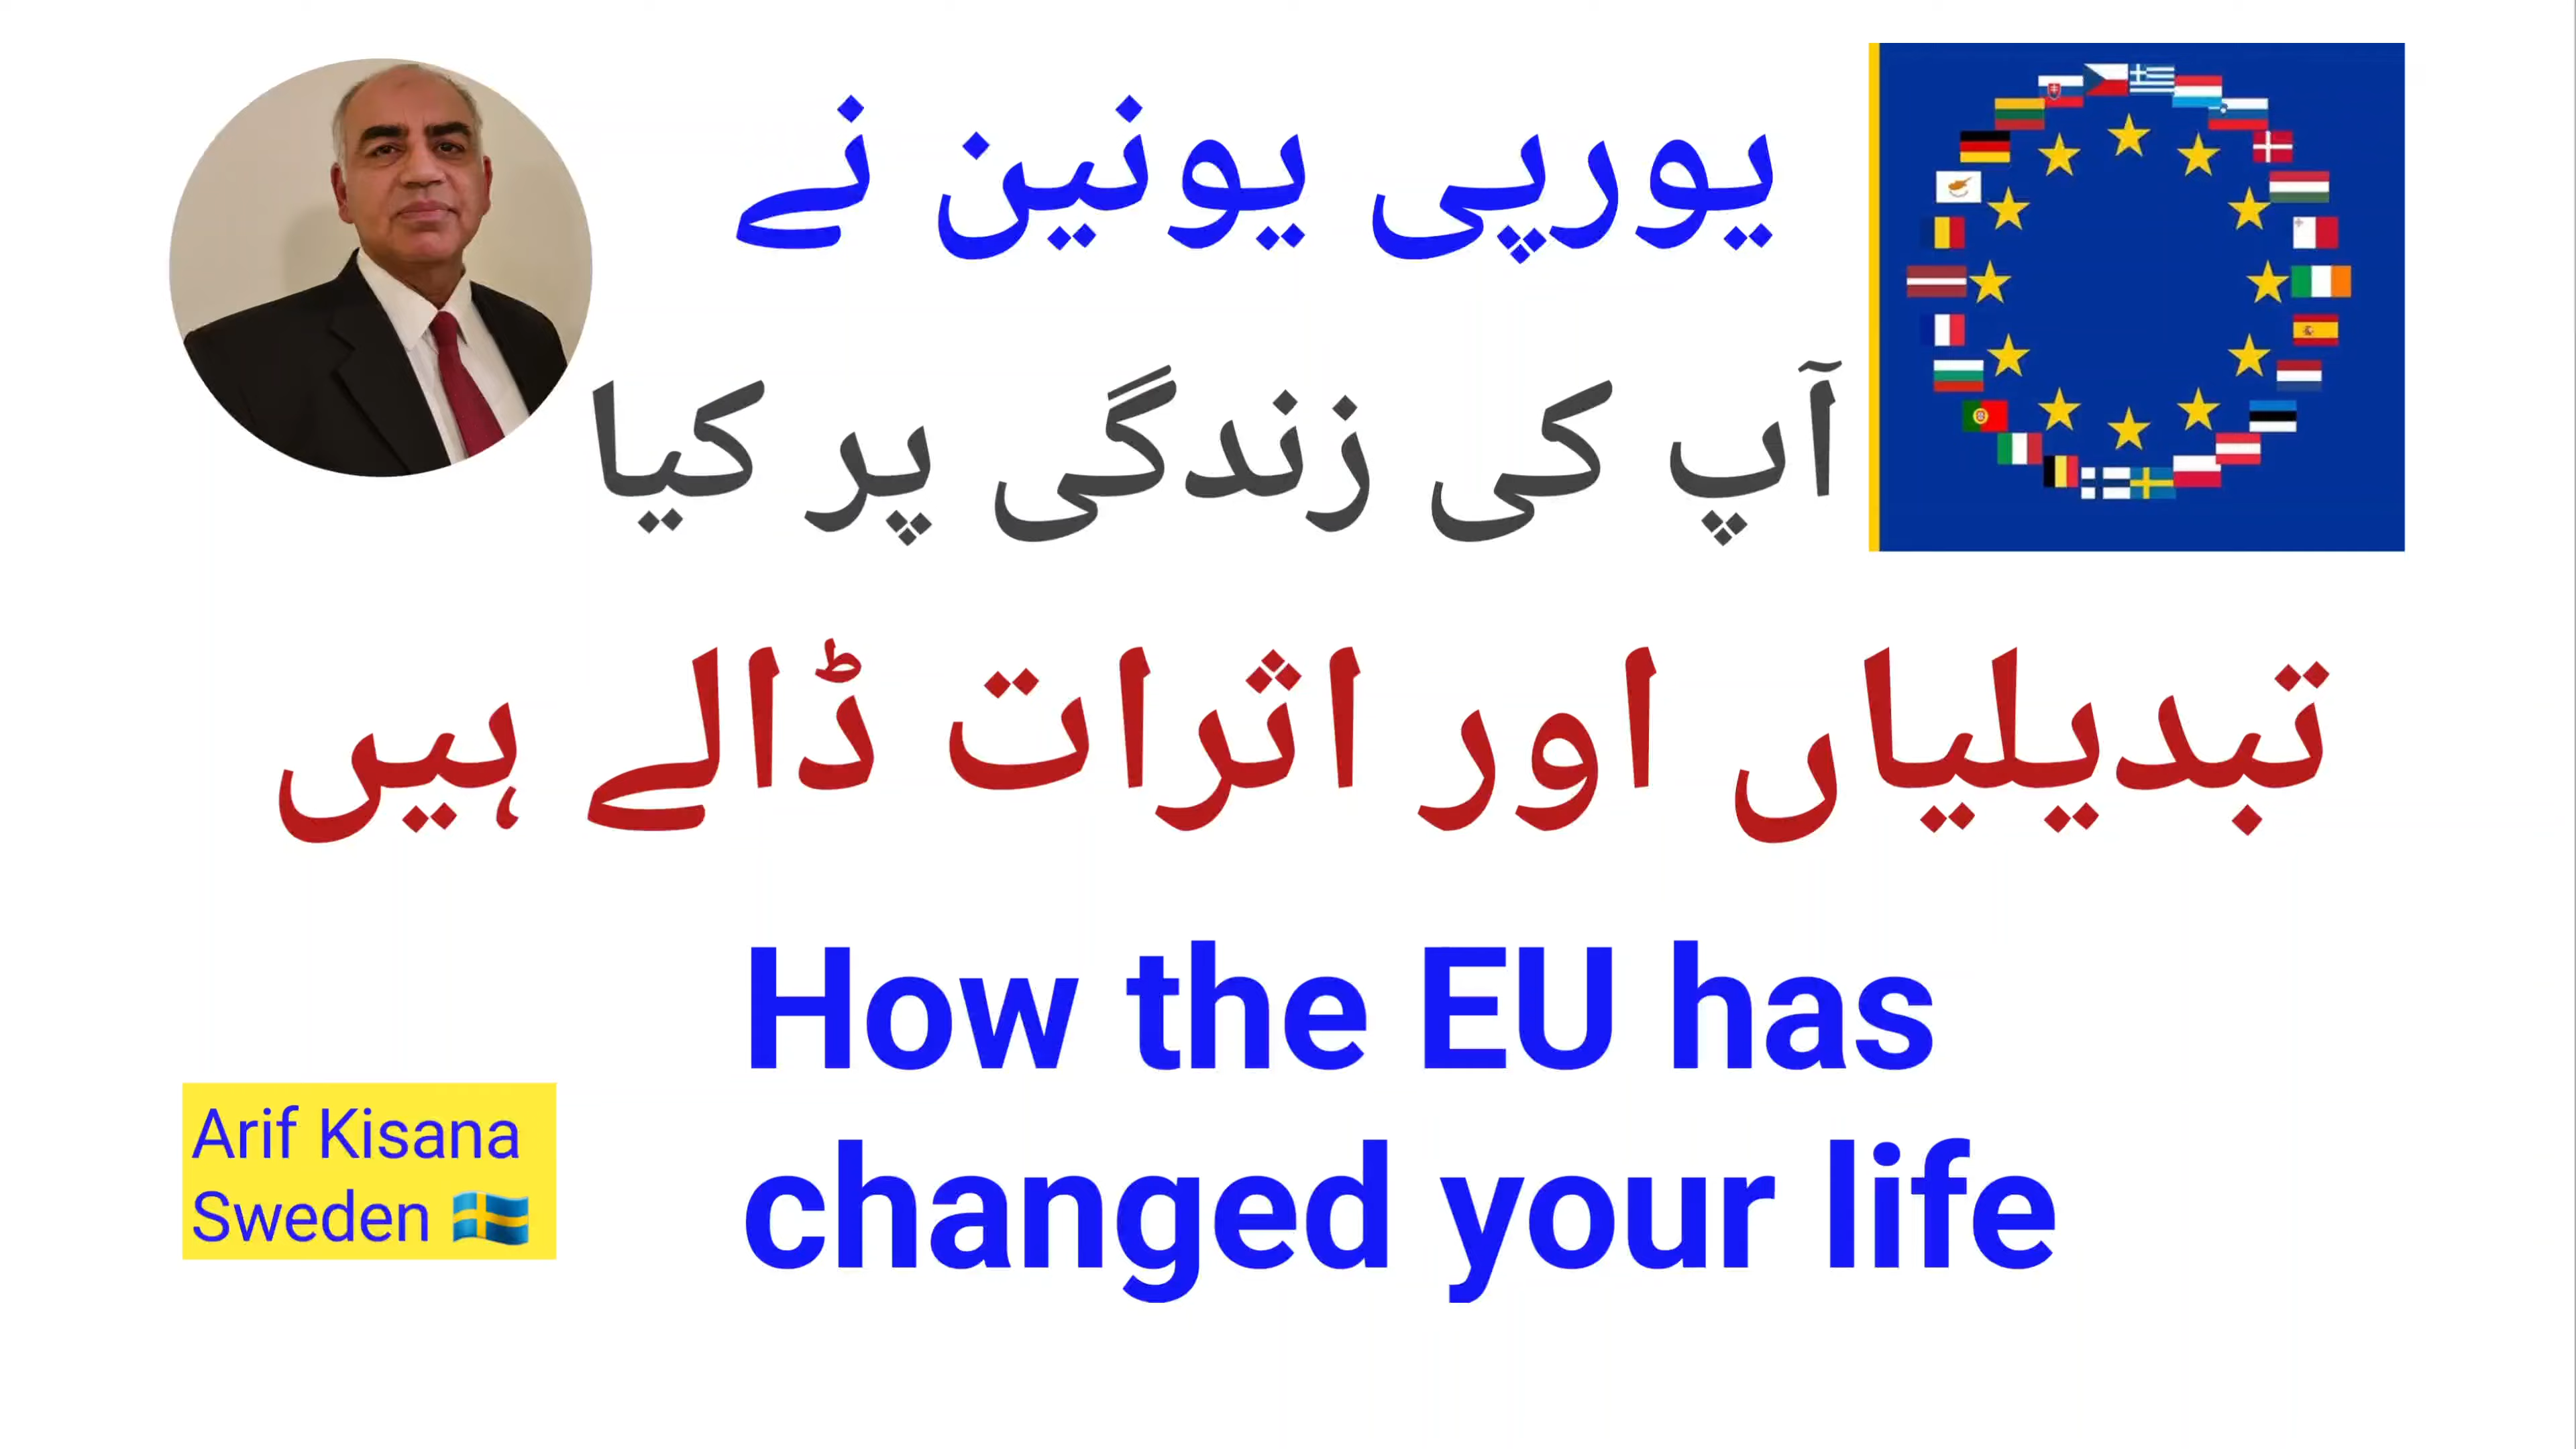 یورپی یونین نے
آپ کی زندگی پر کیا
تبدیلیاں اور اثرات ڈالے ہیں
How the EU has
changed your life
Arif Kisana
Sweden 🇸🇪